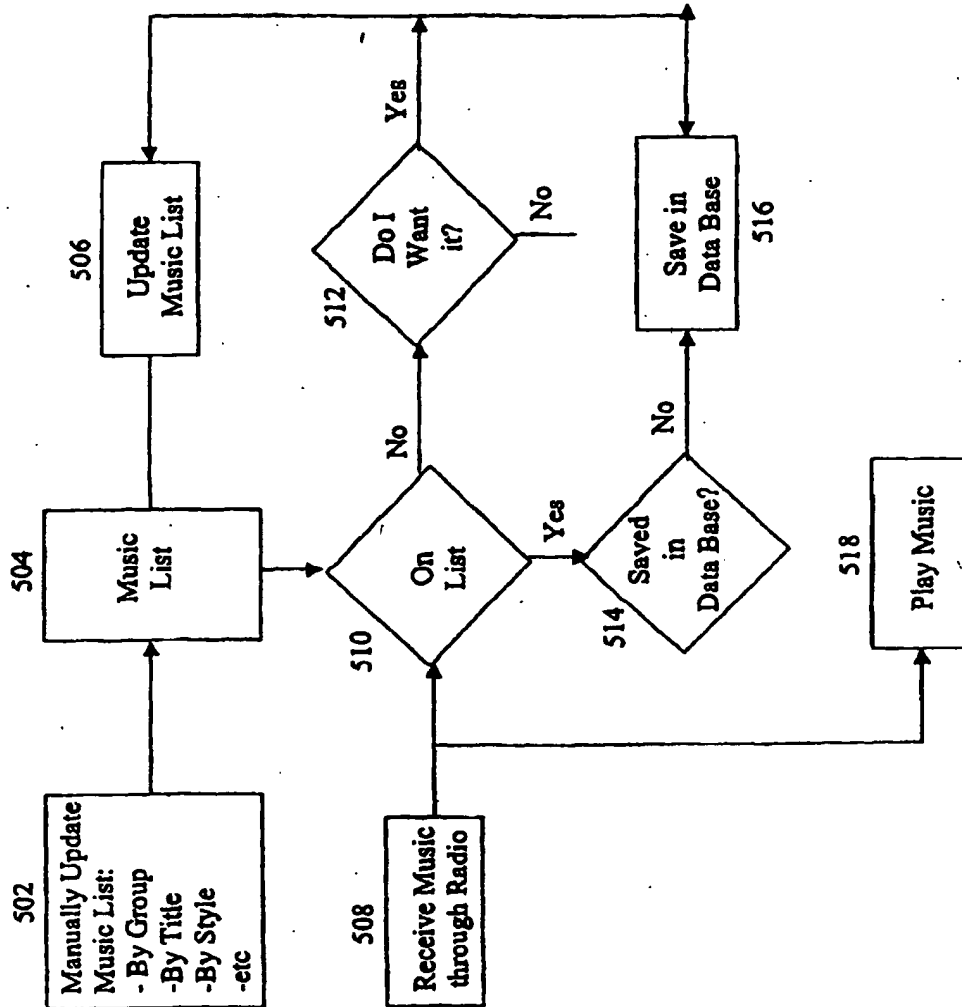 502
Manually Update
Music List:
- By Group
-By Title
-By Style
-etc
504
Music
List
506
Update
Music List
508
Receive Music
through Radio
510
On
List
No
Yes
512
Do I
Want
it?
Yes
No
514
Saved
in
Data Base?
No
516
Save in
Data Base
518
Play Music